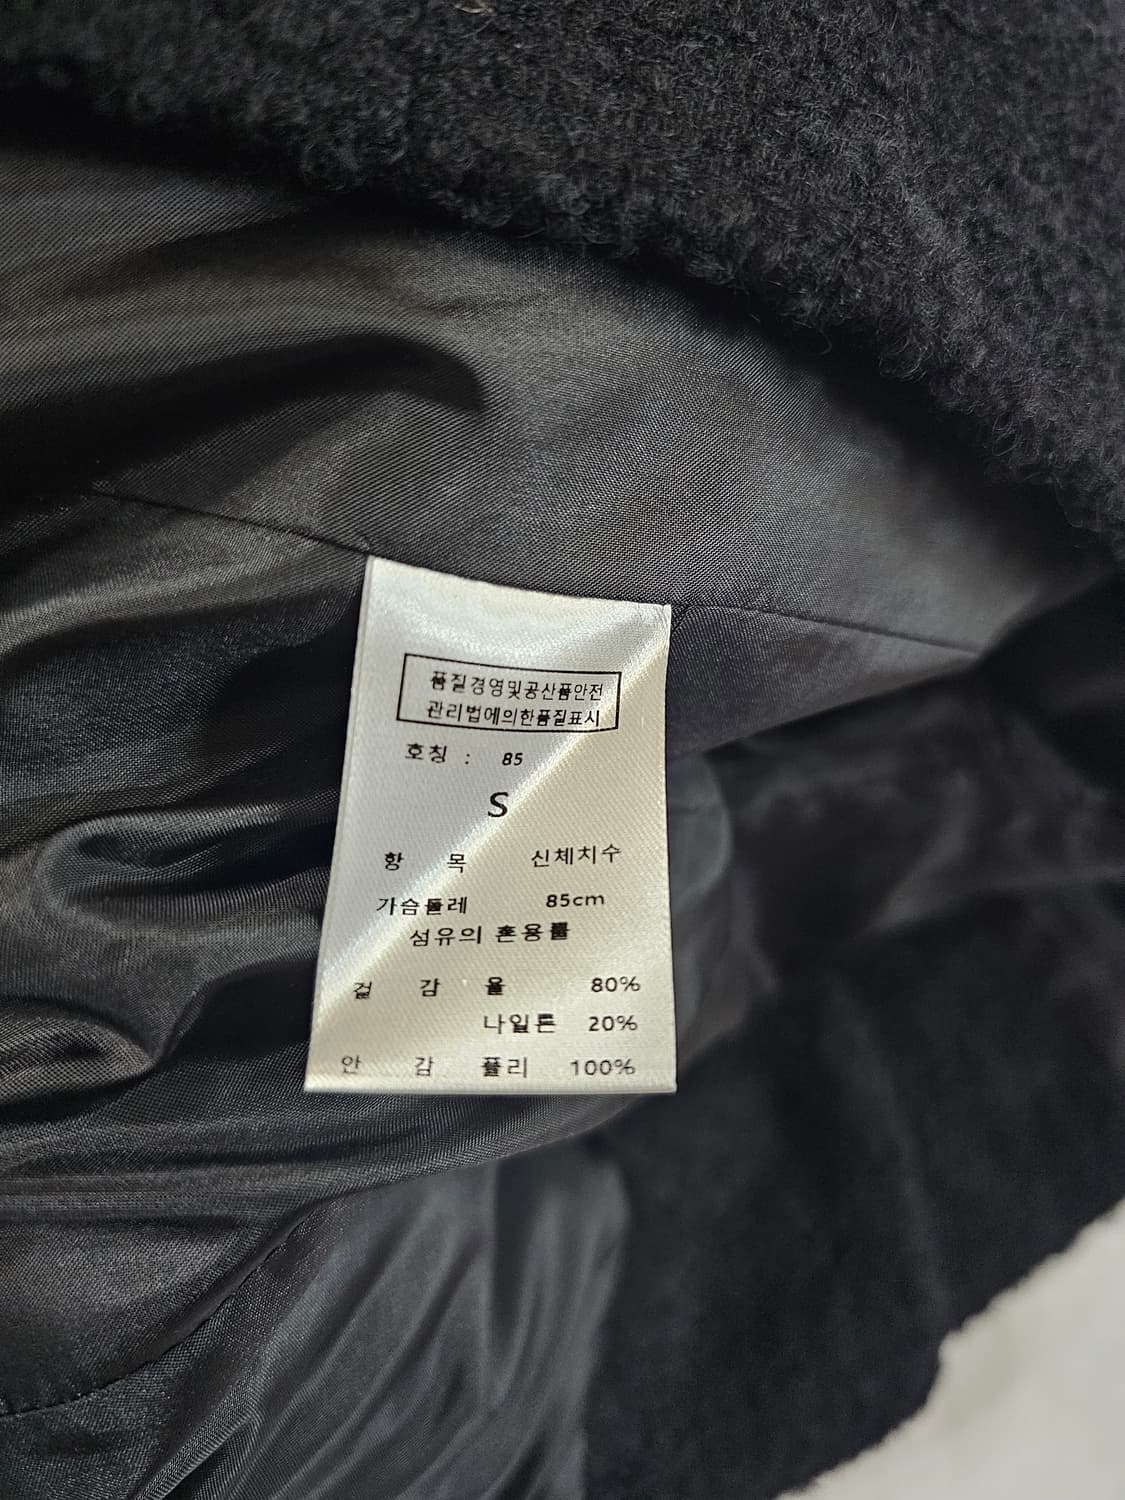 품질경영및공산품안전
관리법에의한품질표시
호칭 : 85
S
항 목 신체치수
가슴둘레 85cm
섬유의 혼용률
겉 감 울 80%
나일론 20%
안 감 폴리 100%